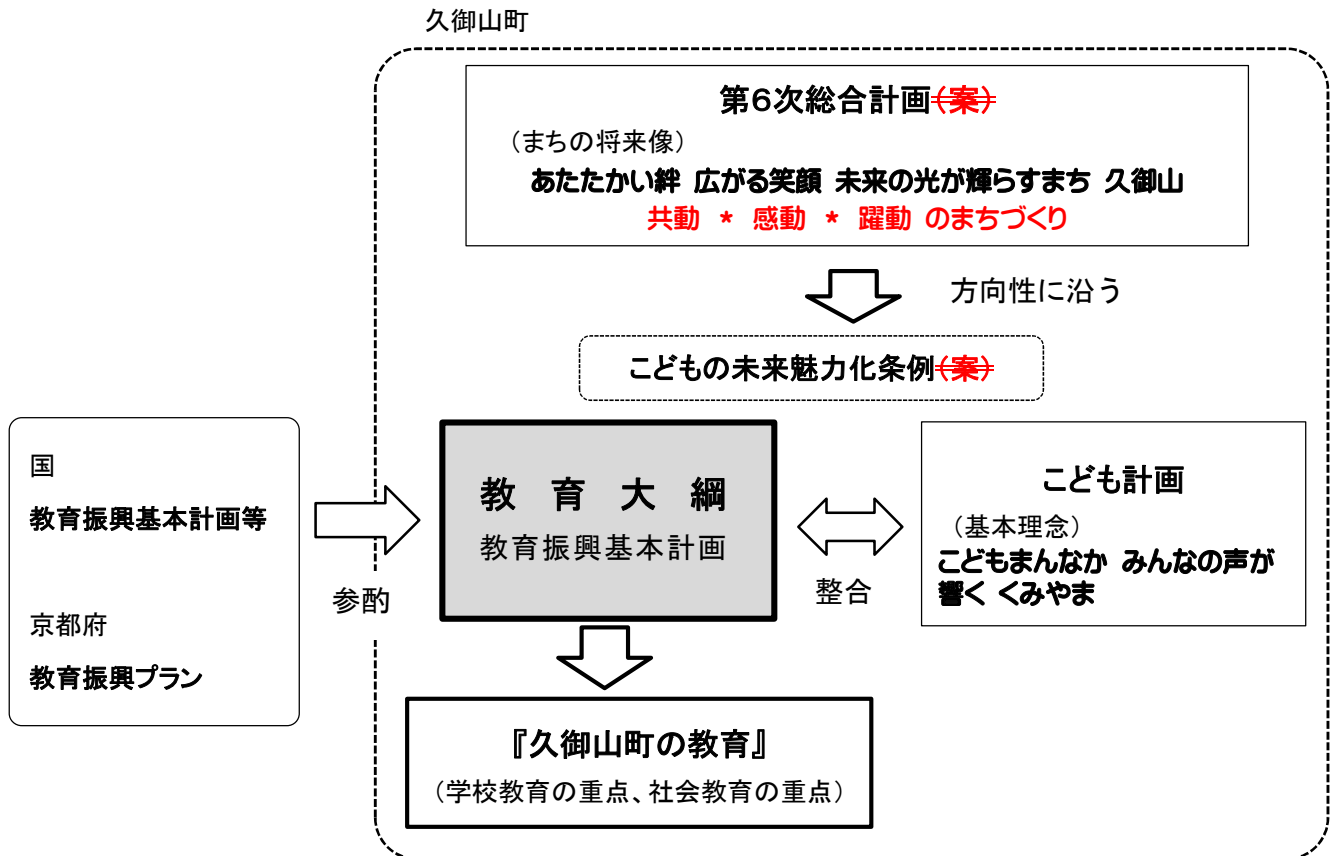 久御山町
第6次総合計画(案)
（まちの将来像）
あたたかい絆 広がる笑顔 未来の光が輝らすまち 久御山
共動 * 感動 * 躍動 のまちづくり
方向性に沿う
こどもの未来魅力化条例(案)
国
教育振興基本計画等
京都府
教育振興プラン
参酌
教 育 大 綱
教育振興基本計画
整合
こども計画
（基本理念）
こどもまんなか みんなの声が
響く くみやま
『久御山町の教育』
（学校教育の重点、社会教育の重点）